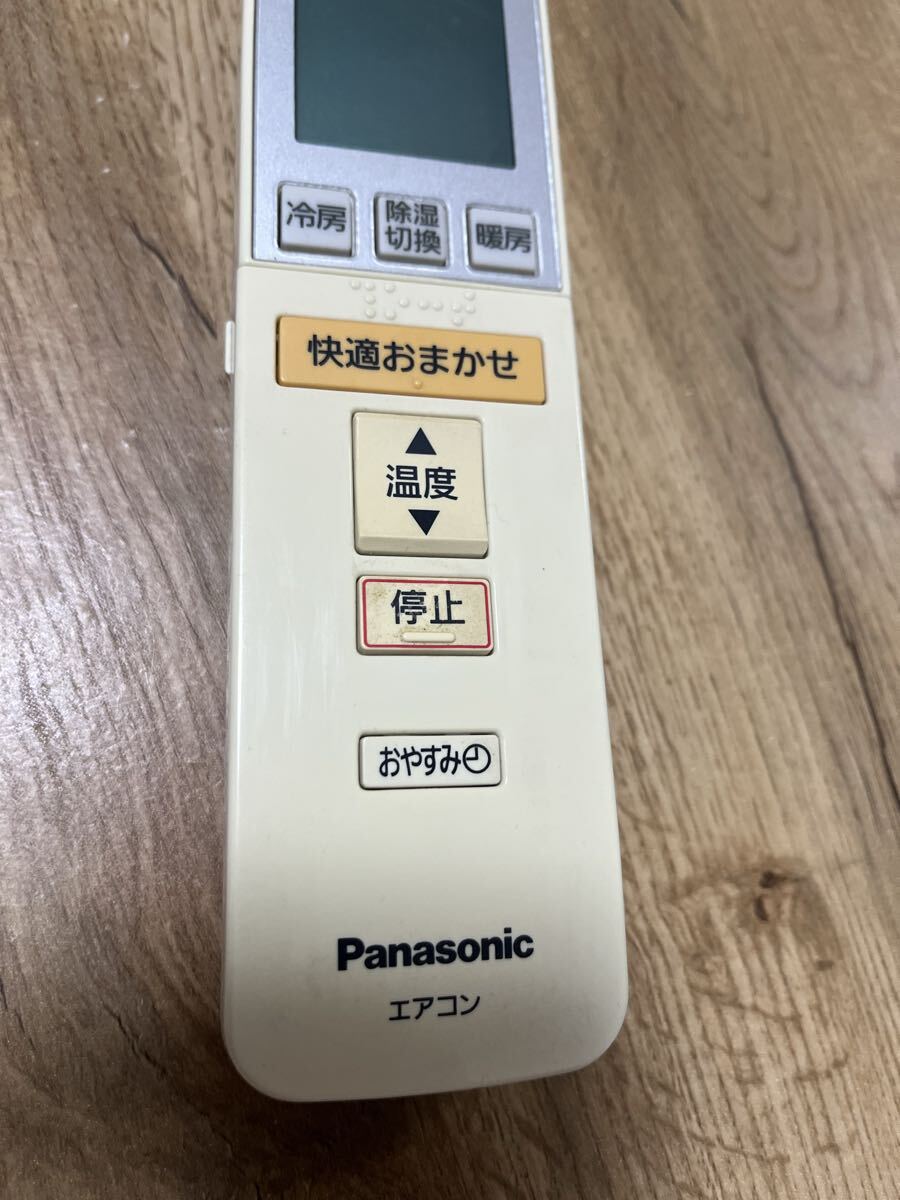 冷房
除湿
切換
暖房
快適おまかせ
▲
温度
▼
停止
おやすみ
Panasonic
エアコン